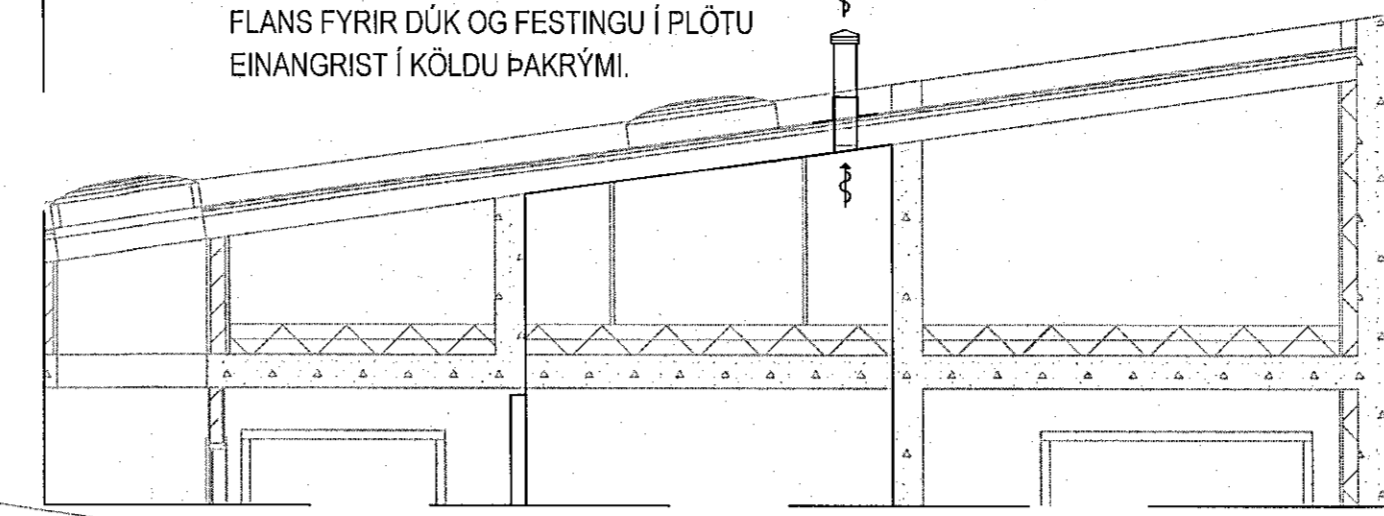 FLANS FYRIR DÚK OG FESTINGU Í PLÖTU
EINANGRIST Í KÖLDU ÞAKRÝMI.